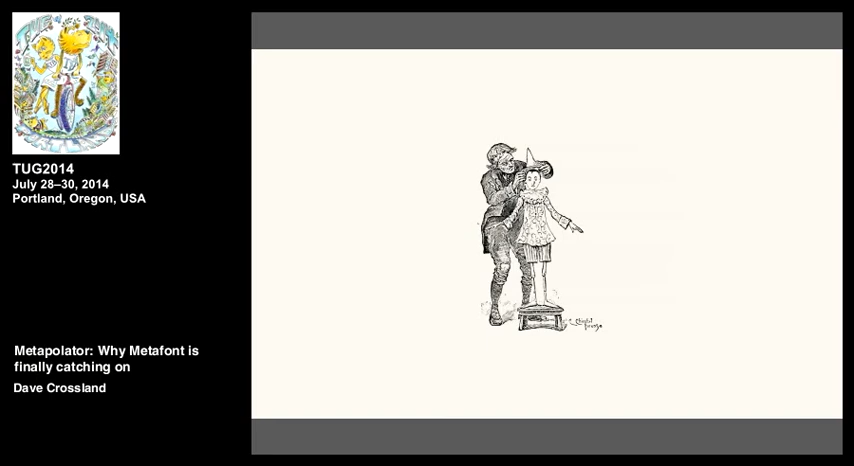 TUG2014
July 28–30, 2014
Portland, Oregon, USA
Metapolator: Why Metafont is
finally catching on
Dave Crossland